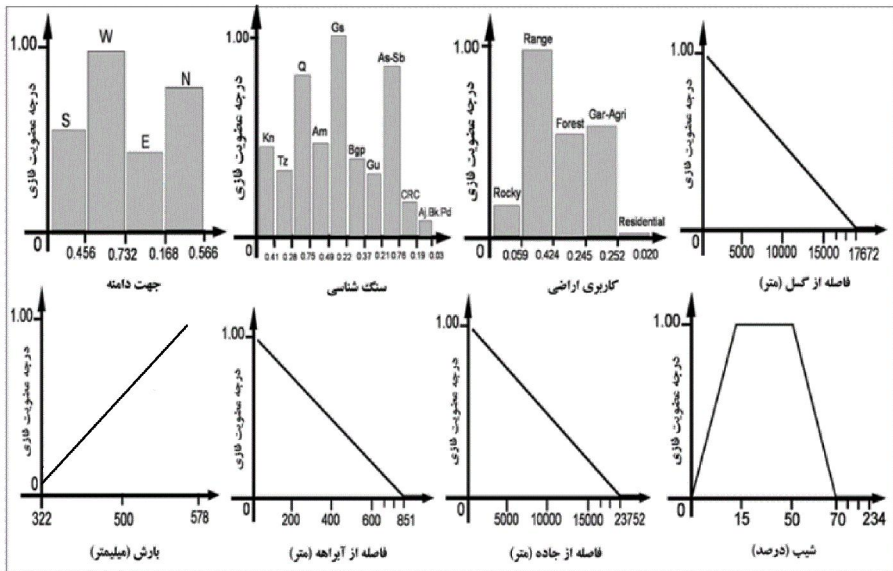 1.00
درجه عضویت فازی
S
W
E
N
0
0.456 0.732 0.168 0.566
جهت دامنه
1.00
درجه عضویت فازی
Kn
Tz
Q
Am
Gs
Bgp
Gu
As-Sb
CRC
Aj.Bk.Pd
0
0.41 0.28 0.75 0.49 0.22 0.37 0.21 0.76 0.19 0.03
سنگ شناسی
1.00
درجه عضویت فازی
Rocky
Range
Forest
Gar-Agri
Residential
0
0.059 0.424 0.245 0.252 0.020
کاربری اراضی
1.00
درجه عضویت فازی
0
5000 10000 15000 17672
فاصله از گسل (متر)
1.00
درجه عضویت فازی
0
322 500 578
بارش (میلیمتر)
1.00
درجه عضویت فازی
0
200 400 600 851
فاصله از آبراهه (متر)
1.00
درجه عضویت فازی
0
5000 10000 15000 23752
فاصله از جاده (متر)
1.00
درجه عضویت فازی
0
15 50 70 234
شیب (درصد)